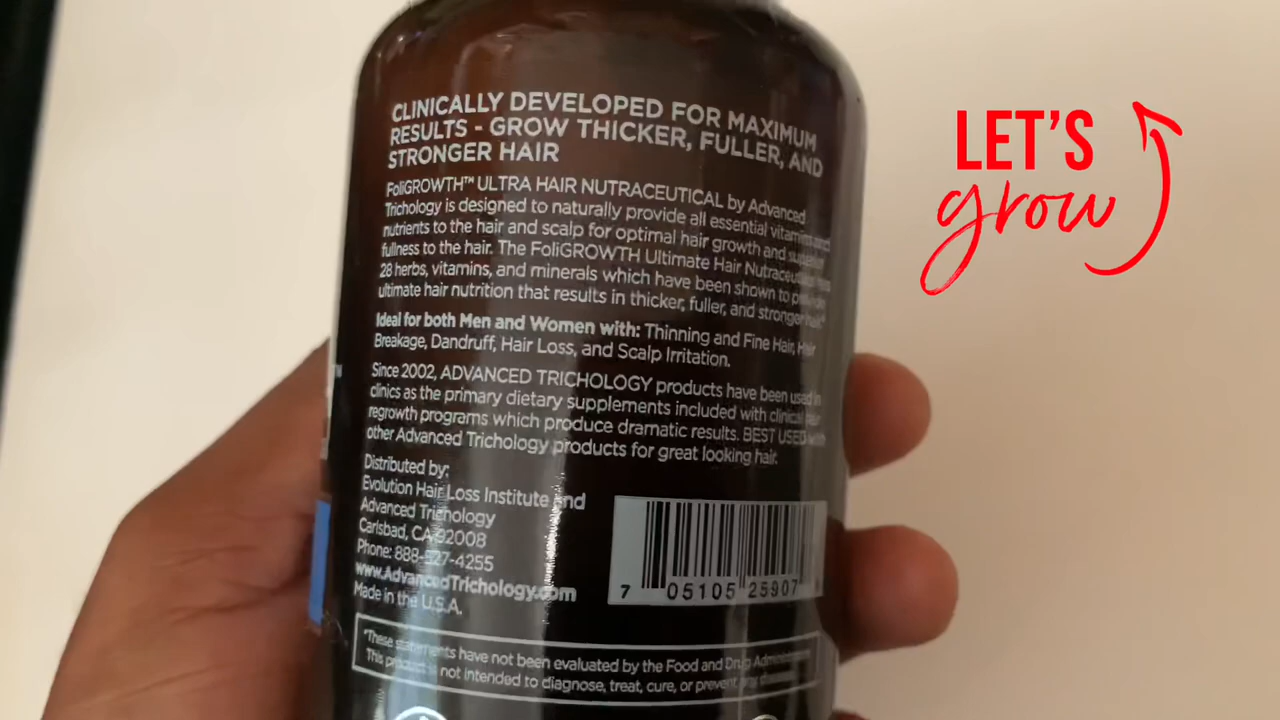 CLINICALLY DEVELOPED FOR MAXIMUM
RESULTS - GROW THICKER, FULLER, AND
STRONGER HAIR
FoliGROWTH™ ULTRA HAIR NUTRACEUTICAL by Advanced
Trichology is designed to naturally provide all essential vitamins and
nutrients to the hair and scalp for optimal hair growth and
fullness to the hair. The FoliGROWTH Ultimate Hair
28 herbs, vitamins, and minerals which have been shown to
ultimate hair nutrition that results in thicker, fuller, and stronger hair.*
Ideal for both Men and Women with: Thinning and Fine Hair, Hair
Breakage, Dandruff, Hair Loss, and Scalp Irritation.
Since 2002, ADVANCED TRICHOLOGY products have been used in
clinics as the primary dietary supplements included with clinical hair
regrowth programs which produce dramatic results. BEST USED with
other Advanced Trichology products for great looking hair.
Distributed by:
Evolution Hair Loss Institute and
Advanced Trichology
Carlsbad, CA 92008
Phone: 888-527-4255
www.AdvancedTrichology.com
Made in the U.S.A.
7 05105 25907
*These statements have not been evaluated by the Food and Drug Administration.
This product is not intended to diagnose, treat, cure, or prevent any disease.
LET'S
grow